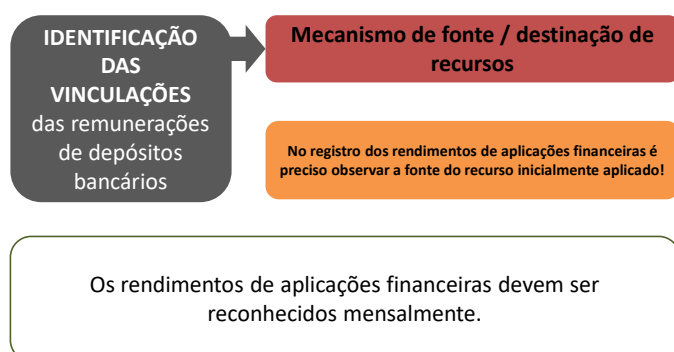 IDENTIFICAÇÃO
DAS
VINCULAÇÕES
das remunerações
de depósitos
bancários
Mecanismo de fonte / destinação de
recursos
No registro dos rendimentos de aplicações financeiras é
preciso observar a fonte do recurso inicialmente aplicado!
Os rendimentos de aplicações financeiras devem ser
reconhecidos mensalmente.